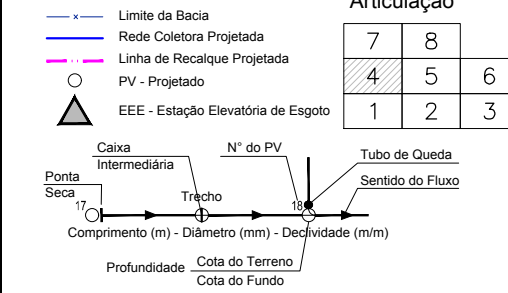 Articulação
Limite da Bacia
Rede Coletora Projetada
Linha de Recalque Projetada
PV - Projetado
EEE - Estação Elevatória de Esgoto
7 8
4 5 6
1 2 3
Caixa
Intermediária
N° do PV
Tubo de Queda
Ponta
Seca
Sentido do Fluxo
Trecho
17
18
Comprimento (m) - Diâmetro (mm) - Declividade (m/m)
Profundidade
Cota do Terreno
Cota do Fundo